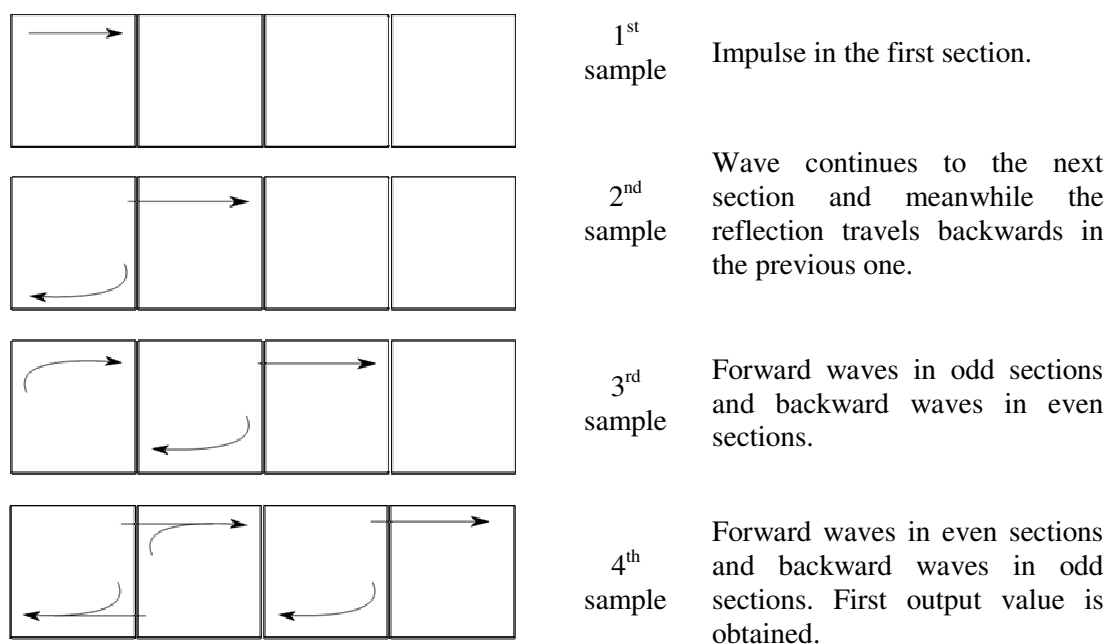 1st
sample
Impulse in the first section.
2nd
sample
Wave continues to the next
section and meanwhile the
reflection travels backwards in
the previous one.
3rd
sample
Forward waves in odd sections
and backward waves in even
sections.
4th
sample
Forward waves in even sections
and backward waves in odd
sections. First output value is
obtained.